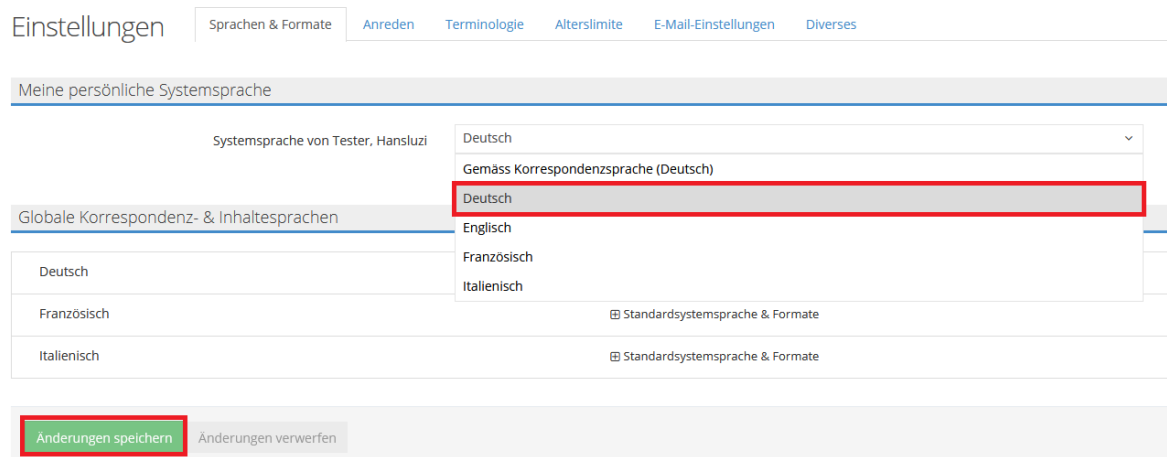 Einstellungen
Sprachen & Formate
Anreden
Terminologie
Alterslimite
E-Mail-Einstellungen
Diverses
Meine persönliche Systemsprache
Systemsprache von Tester, Hansluzi
Deutsch
Gemäss Korrespondenzsprache (Deutsch)
Deutsch
Englisch
Französisch
Italienisch
Globale Korrespondenz- & Inhaltesprachen
Deutsch
Französisch
Standardsystemsprache & Formate
Italienisch
Standardsystemsprache & Formate
Änderungen speichern
Änderungen verwerfen